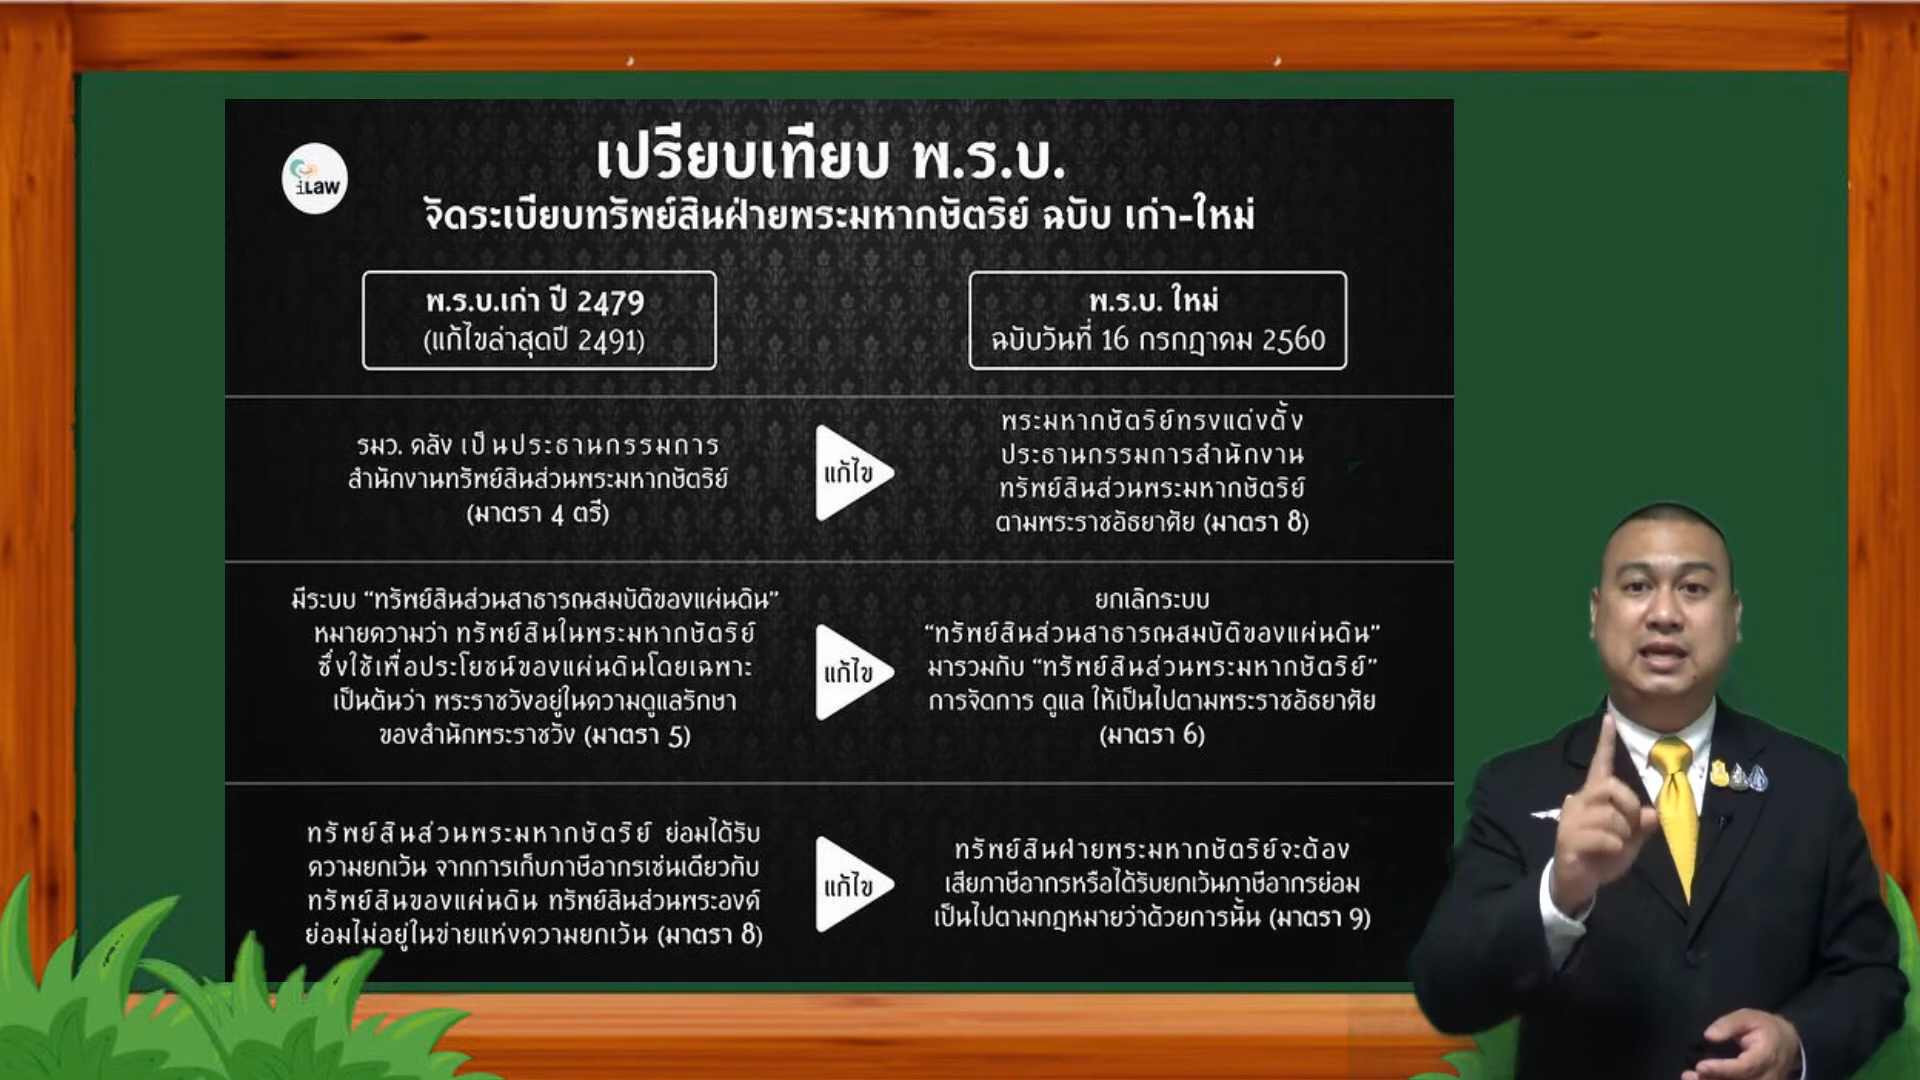 iLaw
เปรียบเทียบ พ.ร.บ.
จัดระเบียบทรัพย์สินฝ่ายพระมหากษัตริย์ ฉบับ เก่า-ใหม่
พ.ร.บ.เก่า ปี 2479
(แก้ไขล่าสุดปี 2491)
พ.ร.บ. ใหม่
ฉบับวันที่ 16 กรกฎาคม 2560
รมว. คลัง เป็นประธานกรรมการ
สำนักงานทรัพย์สินส่วนพระมหากษัตริย์
(มาตรา 4 ตรี)
แก้ไข
พระมหากษัตริย์ทรงแต่งตั้ง
ประธานกรรมการสำนักงาน
ทรัพย์สินส่วนพระมหากษัตริย์
ตามพระราชอัธยาศัย (มาตรา 8)
มีระบบ “ทรัพย์สินส่วนสาธารณสมบัติของแผ่นดิน”
หมายความว่า ทรัพย์สินในพระมหากษัตริย์
ซึ่งใช้เพื่อประโยชน์ของแผ่นดินโดยเฉพาะ
เป็นต้นว่า พระราชวังอยู่ในความดูแลรักษา
ของสำนักพระราชวัง (มาตรา 5)
แก้ไข
ยกเลิกระบบ
“ทรัพย์สินส่วนสาธารณสมบัติของแผ่นดิน”
มารวมกับ “ทรัพย์สินส่วนพระมหากษัตริย์”
การจัดการ ดูแล ให้เป็นไปตามพระราชอัธยาศัย
(มาตรา 6)
ทรัพย์สินส่วนพระมหากษัตริย์ ย่อมได้รับ
ความยกเว้น จากการเก็บภาษีอากรเช่นเดียวกับ
ทรัพย์สินของแผ่นดิน ทรัพย์สินส่วนพระองค์
ย่อมไม่อยู่ในข่ายแห่งความยกเว้น (มาตรา 8)
แก้ไข
ทรัพย์สินฝ่ายพระมหากษัตริย์จะต้อง
เสียภาษีอากรหรือได้รับยกเว้นภาษีอากรย่อม
เป็นไปตามกฎหมายว่าด้วยการนั้น (มาตรา 9)